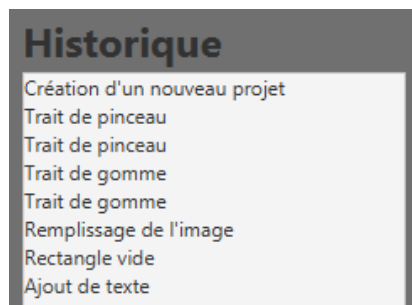 Historique
Création d'un nouveau projet
Trait de pinceau
Trait de pinceau
Trait de gomme
Trait de gomme
Remplissage de l'image
Rectangle vide
Ajout de texte